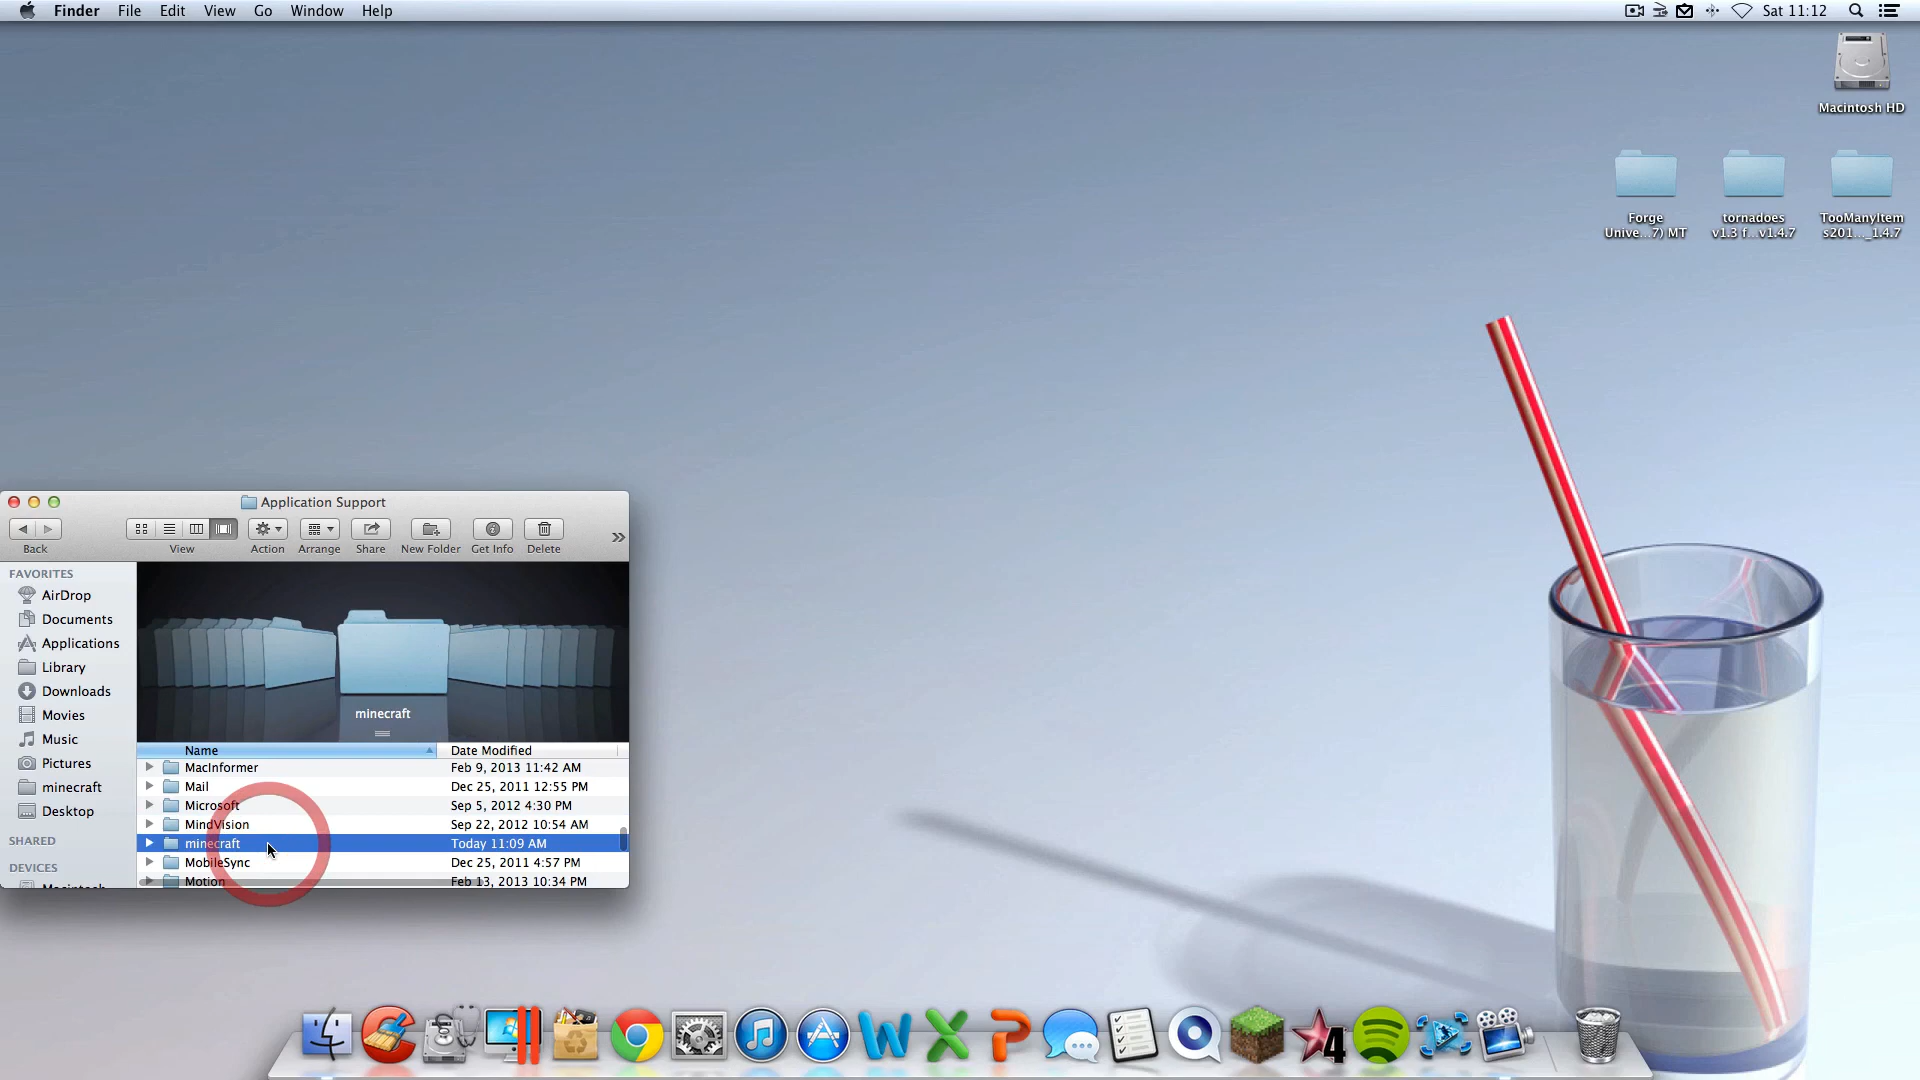 Finder File Edit View Go Window Help
Sat 11:12
Macintosh HD
Forge
Unive...7) MT
tornadoes
v1.3 f...v1.4.7
TooManyItem
s201..._1.4.7
Application Support
Back
View
Action
Arrange
Share
New Folder
Get Info
Delete
FAVORITES
AirDrop
Documents
Applications
Library
Downloads
Movies
Music
Pictures
minecraft
Desktop
SHARED
DEVICES
Macintosh
minecraft
Name Date Modified
MacInformer Feb 9, 2013 11:42 AM
Mail Dec 25, 2011 12:55 PM
Microsoft Sep 5, 2012 4:30 PM
MindVision Sep 22, 2012 10:54 AM
minecraft Today 11:09 AM
MobileSync Dec 25, 2011 4:57 PM
Motion Feb 13, 2013 10:34 PM
4